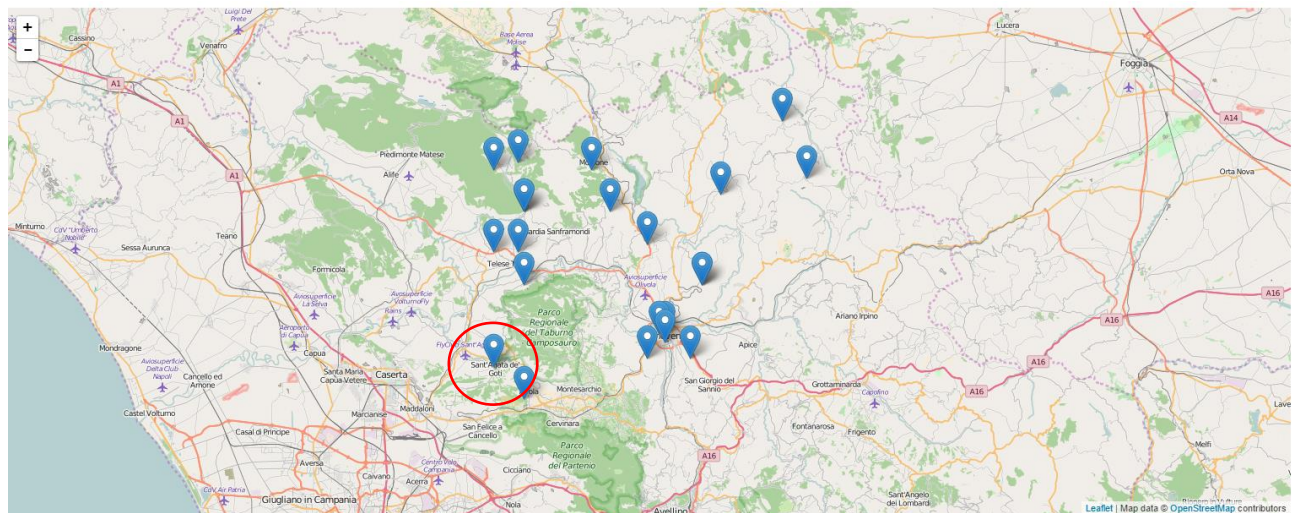 +
−
Cassino
Venafro
Luigi Del
Prete
Base Aerea
Molise
Lucera
Foggia
A1
A1
A1
A14
Piedimonte Matese
Alife
Orta Nova
Minturno
CdV "Umberto
Nobile"
Sessa Aurunca
Teano
Telese
Formicola
Aviosuperficie
Olivola
Aviosuperficie
La Selva
Aviosuperficie
VolturnoFly
Rams
Parco
Regionale
del Taburno
Camposauro
Ariano Irpino
A16
A16
A16
A16
Apice
Mondragone
Aviosuperficie
Delta Club
Napoli
Cancello ed
Arnone
Capua
Santa Maria
Capua Vetere
Caserta
Sant'Agata de'
Goti
Montesarchio
San Giorgio del
Sannio
Grottaminarda
Capofino
Castel Volturno
Marcianise
Maddaloni
San Felice a
Cancello
Cervinara
Casal di Principe
Fontanarosa
Frigento
Melfi
Parco
Regionale
del Partenio
Aversa
Caivano
Acerra
Cicciano
CdV Air Patria
Giugliano in Campania
Nola
Avellino
Sant'Angelo
dei Lombardi
Leaflet | Map data © OpenStreetMap contributors